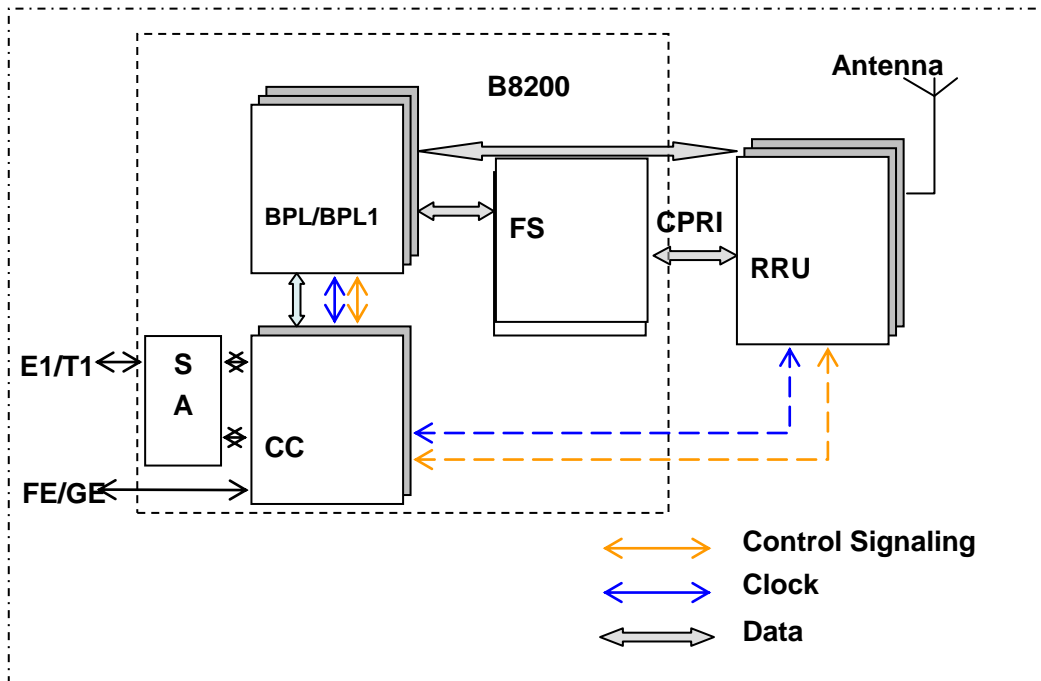 B8200
Antenna
BPL/BPL1
FS
CPRI
RRU
E1/T1
S
A
CC
FE/GE
Control Signaling
Clock
Data